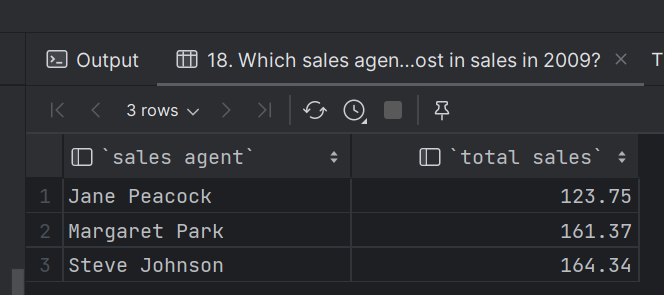 Output 18. Which sales agen...ost in sales in 2009? × T
3 rows
`sales agent` `total sales`
1 Jane Peacock 123.75
2 Margaret Park 161.37
3 Steve Johnson 164.34